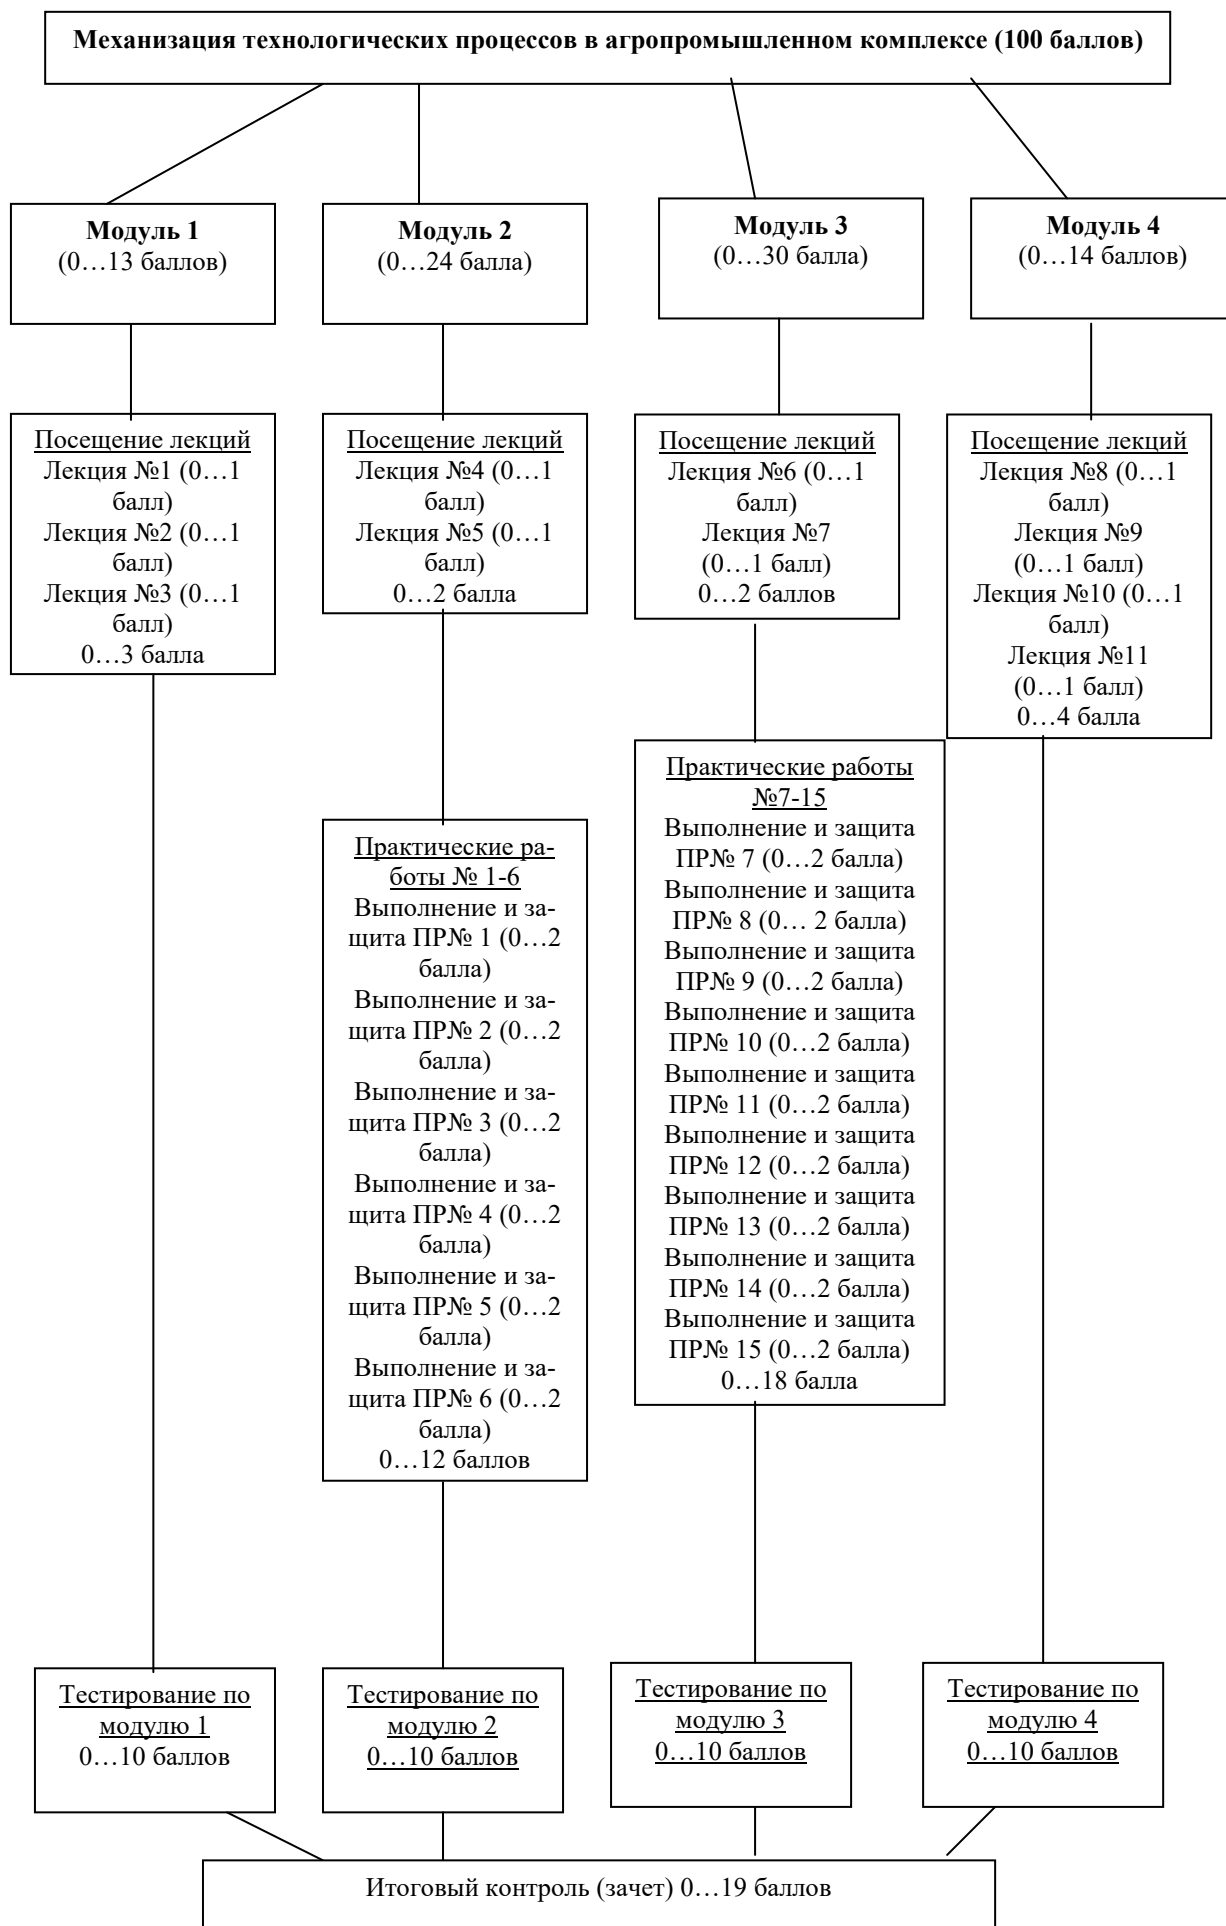 Механизация технологических процессов в агропромышленном комплексе (100 баллов)
Модуль 1
(0…13 баллов)
Модуль 2
(0…24 балла)
Модуль 3
(0…30 балла)
Модуль 4
(0…14 баллов)
Посещение лекций
Лекция №1 (0…1
балл)
Лекция №2 (0…1
балл)
Лекция №3 (0…1
балл)
0…3 балла
Посещение лекций
Лекция №4 (0…1
балл)
Лекция №5 (0…1
балл)
0…2 балла
Посещение лекций
Лекция №6 (0…1
балл)
Лекция №7
(0…1 балл)
0…2 баллов
Посещение лекций
Лекция №8 (0…1
балл)
Лекция №9
(0…1 балл)
Лекция №10 (0…1
балл)
Лекция №11
(0…1 балл)
0…4 балла
Практические ра-
боты № 1-6
Выполнение и за-
щита ПР№ 1 (0…2
балла)
Выполнение и за-
щита ПР№ 2 (0…2
балла)
Выполнение и за-
щита ПР№ 3 (0…2
балла)
Выполнение и за-
щита ПР№ 4 (0…2
балла)
Выполнение и за-
щита ПР№ 5 (0…2
балла)
Выполнение и за-
щита ПР№ 6 (0…2
балла)
0…12 баллов
Практические работы
№7-15
Выполнение и защита
ПР№ 7 (0…2 балла)
Выполнение и защита
ПР№ 8 (0… 2 балла)
Выполнение и защита
ПР№ 9 (0…2 балла)
Выполнение и защита
ПР№ 10 (0…2 балла)
Выполнение и защита
ПР№ 11 (0…2 балла)
Выполнение и защита
ПР№ 12 (0…2 балла)
Выполнение и защита
ПР№ 13 (0…2 балла)
Выполнение и защита
ПР№ 14 (0…2 балла)
Выполнение и защита
ПР№ 15 (0…2 балла)
0…18 балла
Тестирование по
модулю 1
0…10 баллов
Тестирование по
модулю 2
0…10 баллов
Тестирование по
модулю 3
0…10 баллов
Тестирование по
модулю 4
0…10 баллов
Итоговый контроль (зачет) 0…19 баллов